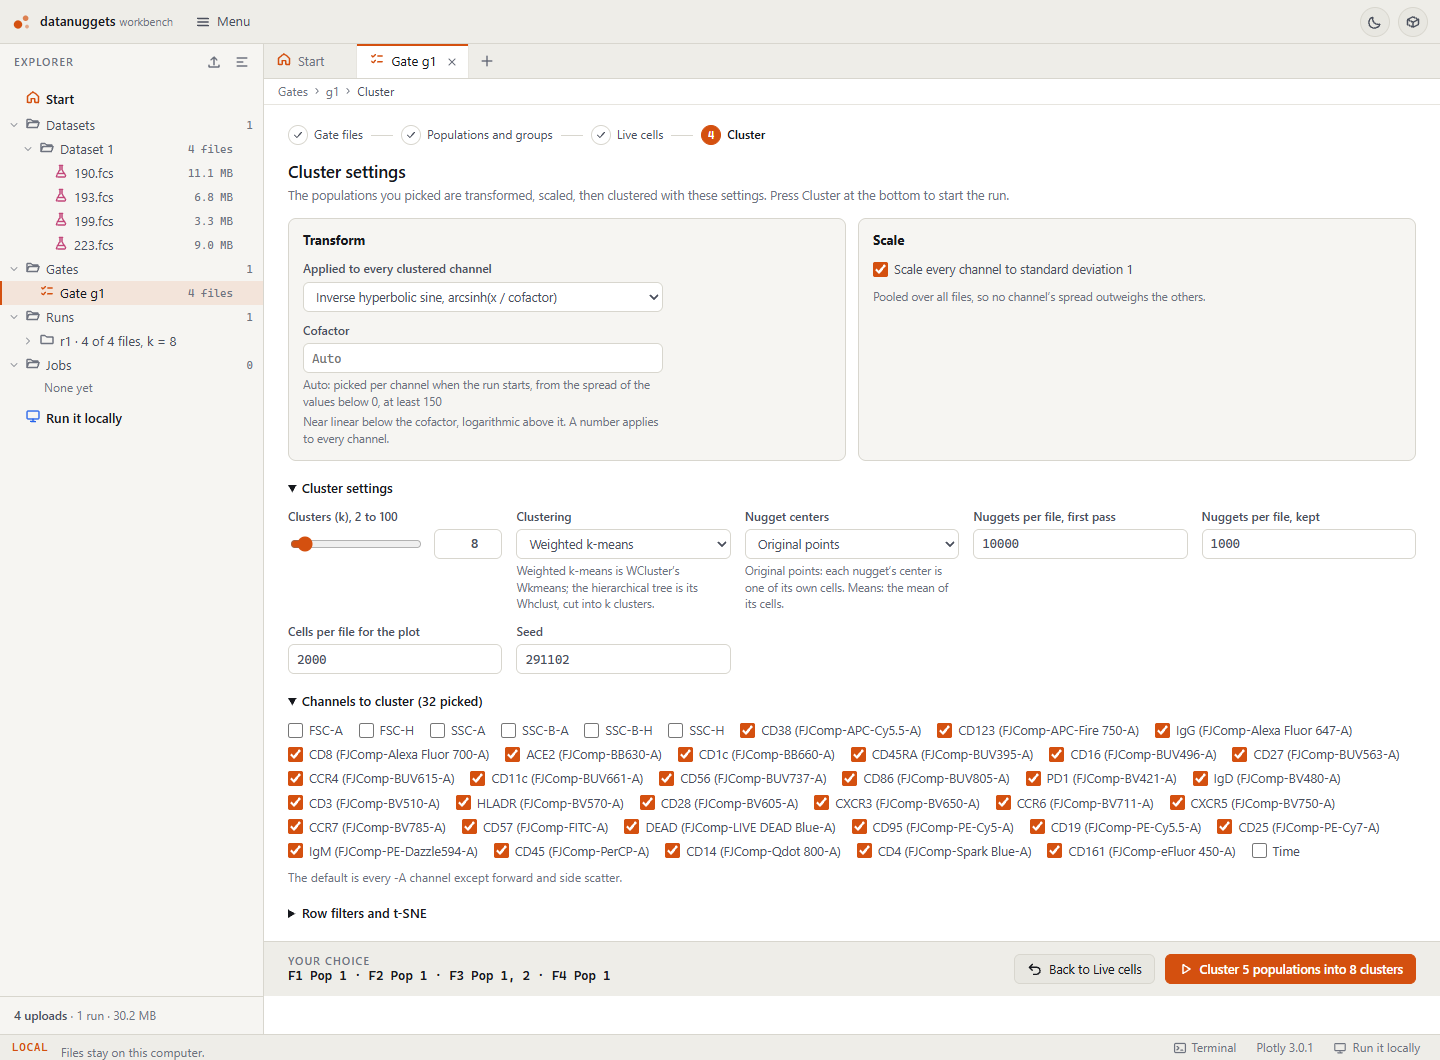 datanuggets workbench
Menu
EXPLORER
Start
Gate g1
Gates › g1 › Cluster
Start
Datasets 1
Dataset 1 4 files
190.fcs 11.1 MB
193.fcs 6.8 MB
199.fcs 3.3 MB
223.fcs 9.0 MB
Gates 1
Gate g1 4 files
Runs 1
r1 · 4 of 4 files, k = 8
Jobs 0
None yet
Run it locally
4 uploads · 1 run · 30.2 MB
Gate files
Populations and groups
Live cells
4 Cluster
Cluster settings
The populations you picked are transformed, scaled, then clustered with these settings. Press Cluster at the bottom to start the run.
Transform
Applied to every clustered channel
Inverse hyperbolic sine, arcsinh(x / cofactor)
Cofactor
Auto
Auto: picked per channel when the run starts, from the spread of the
values below 0, at least 150
Near linear below the cofactor, logarithmic above it. A number applies
to every channel.
Scale
Scale every channel to standard deviation 1
Pooled over all files, so no channel's spread outweighs the others.
Cluster settings
Clusters (k), 2 to 100
8
Clustering
Weighted k-means
Weighted k-means is WCluster's
Wkmeans; the hierarchical tree is its
Whclust, cut into k clusters.
Nugget centers
Original points
Original points: each nugget's center is
one of its own cells. Means: the mean of
its cells.
Nuggets per file, first pass
10000
Nuggets per file, kept
1000
Cells per file for the plot
2000
Seed
291102
Channels to cluster (32 picked)
FSC-A FSC-H SSC-A SSC-B-A SSC-B-H SSC-H CD38 (FJComp-APC-Cy5.5-A) CD123 (FJComp-APC-Fire 750-A) IgG (FJComp-Alexa Fluor 647-A)
CD8 (FJComp-Alexa Fluor 700-A) ACE2 (FJComp-BB630-A) CD1c (FJComp-BB660-A) CD45RA (FJComp-BUV395-A) CD16 (FJComp-BUV496-A) CD27 (FJComp-BUV563-A)
CCR4 (FJComp-BUV615-A) CD11c (FJComp-BUV661-A) CD56 (FJComp-BUV737-A) CD86 (FJComp-BUV805-A) PD1 (FJComp-BV421-A) IgD (FJComp-BV480-A)
CD3 (FJComp-BV510-A) HLADR (FJComp-BV570-A) CD28 (FJComp-BV605-A) CXCR3 (FJComp-BV650-A) CCR6 (FJComp-BV711-A) CXCR5 (FJComp-BV750-A)
CCR7 (FJComp-BV785-A) CD57 (FJComp-FITC-A) DEAD (FJComp-LIVE DEAD Blue-A) CD95 (FJComp-PE-Cy5-A) CD19 (FJComp-PE-Cy5.5-A) CD25 (FJComp-PE-Cy7-A)
IgM (FJComp-PE-Dazzle594-A) CD45 (FJComp-PerCP-A) CD14 (FJComp-Qdot 800-A) CD4 (FJComp-Spark Blue-A) CD161 (FJComp-eFluor 450-A) Time
The default is every -A channel except forward and side scatter.
Row filters and t-SNE
YOUR CHOICE
F1 Pop 1 · F2 Pop 1 · F3 Pop 1, 2 · F4 Pop 1
Back to Live cells
Cluster 5 populations into 8 clusters
LOCAL Files stay on this computer.
Terminal Plotly 3.0.1 Run it locally